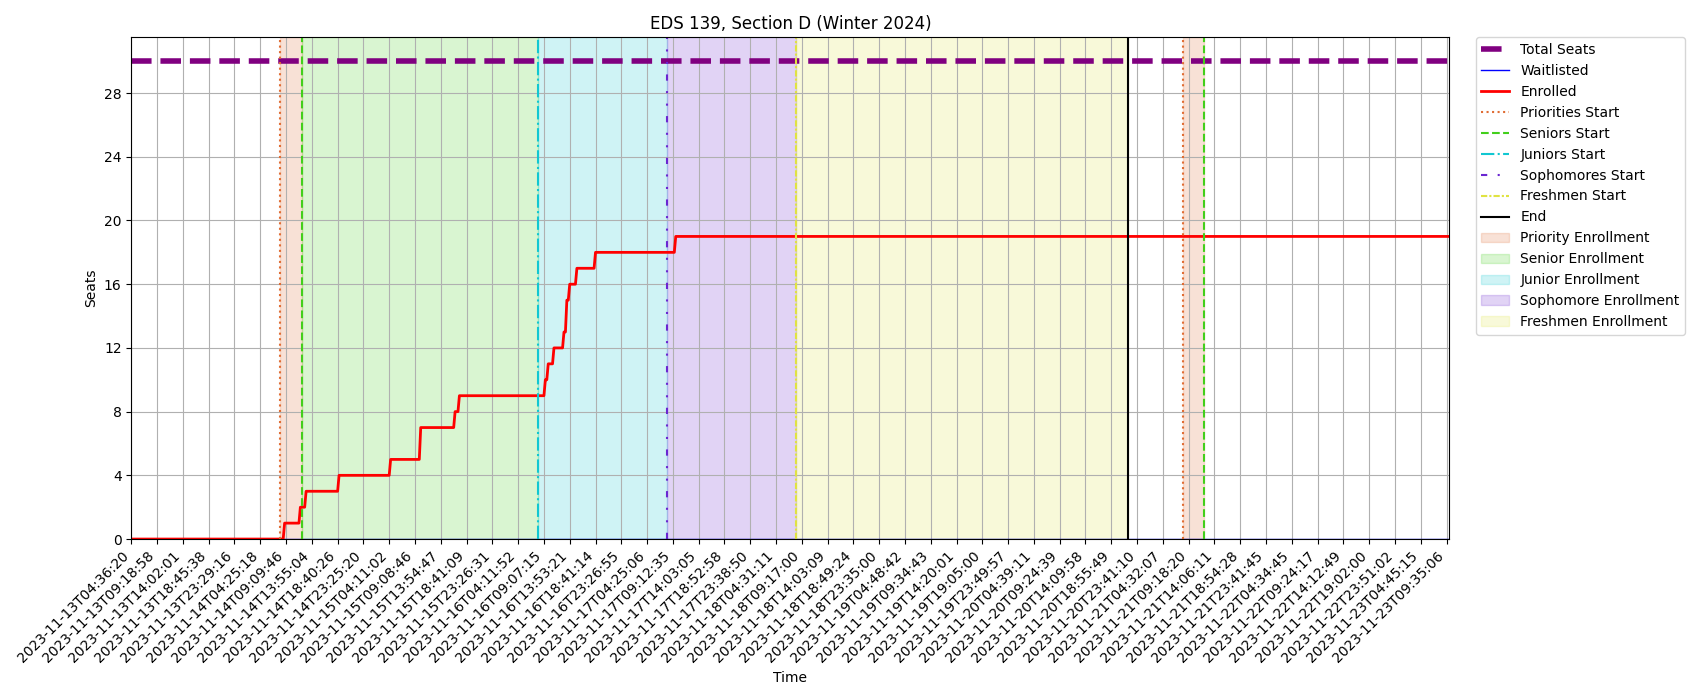 EDS 139, Section D (Winter 2024)
Total Seats
Waitlisted
Enrolled
Priorities Start
Seniors Start
Juniors Start
Sophomores Start
Freshmen Start
End
Priority Enrollment
Senior Enrollment
Junior Enrollment
Sophomore Enrollment
Freshmen Enrollment
Seats
28
24
20
16
12
8
4
0
2023-11-13T04:36:20
2023-11-13T09:18:58
2023-11-13T14:02:01
2023-11-13T18:45:38
2023-11-13T23:29:16
2023-11-14T04:25:18
2023-11-14T09:09:46
2023-11-14T13:55:04
2023-11-14T18:40:26
2023-11-14T23:25:20
2023-11-15T04:11:02
2023-11-15T09:08:46
2023-11-15T13:54:47
2023-11-15T18:41:09
2023-11-15T23:26:31
2023-11-16T04:11:52
2023-11-16T09:07:15
2023-11-16T13:53:21
2023-11-16T18:41:14
2023-11-16T23:26:55
2023-11-17T04:25:06
2023-11-17T09:12:35
2023-11-17T14:03:05
2023-11-17T18:52:58
2023-11-17T23:38:50
2023-11-18T04:31:11
2023-11-18T09:17:00
2023-11-18T14:03:09
2023-11-18T18:49:24
2023-11-18T23:35:00
2023-11-19T04:48:42
2023-11-19T09:34:43
2023-11-19T14:20:01
2023-11-19T19:05:00
2023-11-19T23:49:57
2023-11-20T04:39:11
2023-11-20T09:24:39
2023-11-20T14:09:58
2023-11-20T18:55:49
2023-11-20T23:41:10
2023-11-21T04:32:07
2023-11-21T09:18:20
2023-11-21T14:06:11
2023-11-21T18:54:28
2023-11-21T23:41:45
2023-11-22T04:34:45
2023-11-22T09:24:17
2023-11-22T14:12:49
2023-11-22T19:02:00
2023-11-22T23:51:02
2023-11-23T04:45:15
2023-11-23T09:35:06
Time